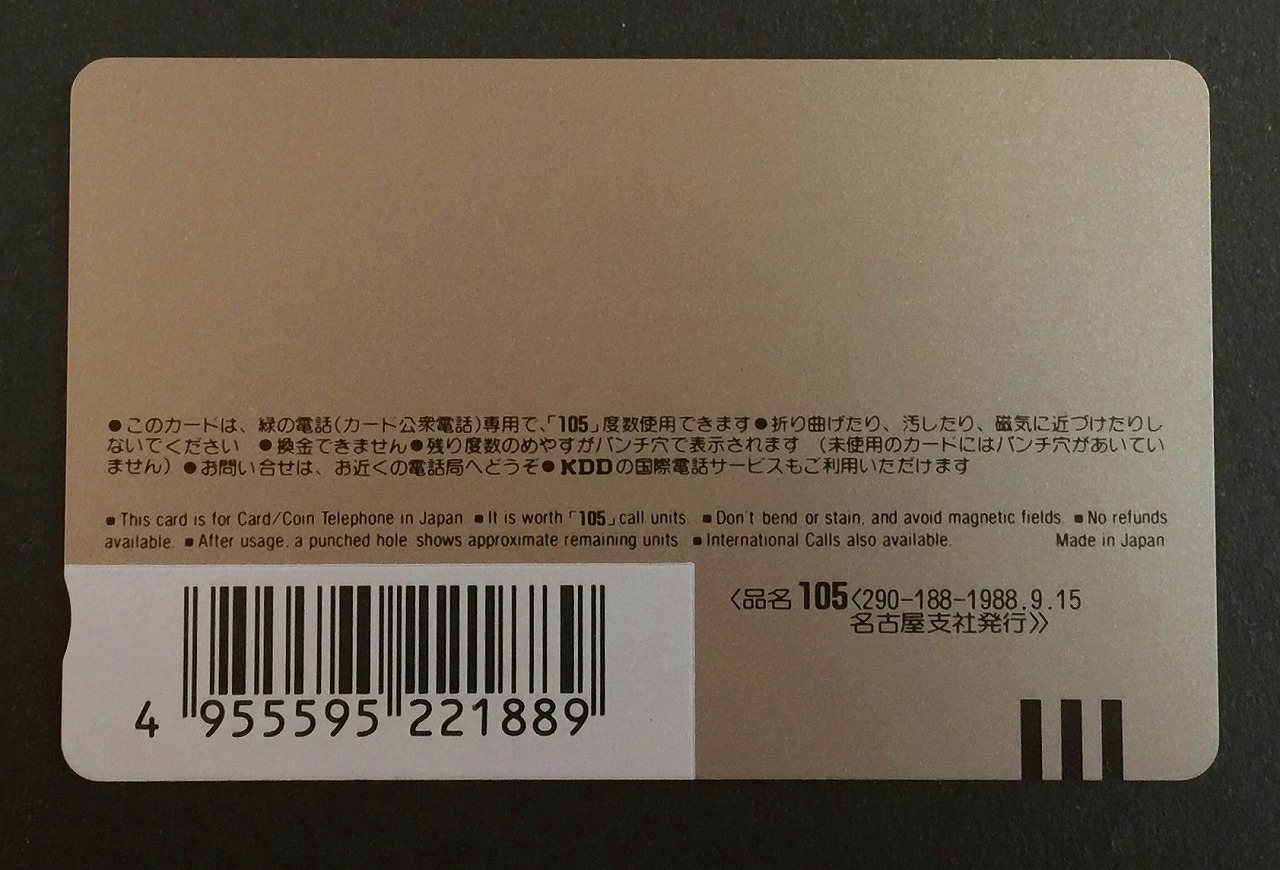 ●このカードは、緑の電話(カード公衆電話)専用で、「105」度数使用できます●折り曲げたり、汚したり、磁気に近づけたりし
ないでください ●換金できません●残り度数のめやすがパンチ穴で表示されます (未使用のカードにはパンチ穴があいてい
ません)●お問い合せは、お近くの電話局へどうぞ●KDDの国際電話サービスもご利用いただけます
■This card is for Card/Coin Telephone in Japan. ■It is worth「105」call units. ■Don't bend or stain, and avoid magnetic fields. ■No refunds
available. ■After usage, a punched hole shows approximate remaining units. ■International Calls also available. Made in Japan
〈品名 105〈290-188-1988.9.15
名古屋支社発行〉〉
4 955595 221889